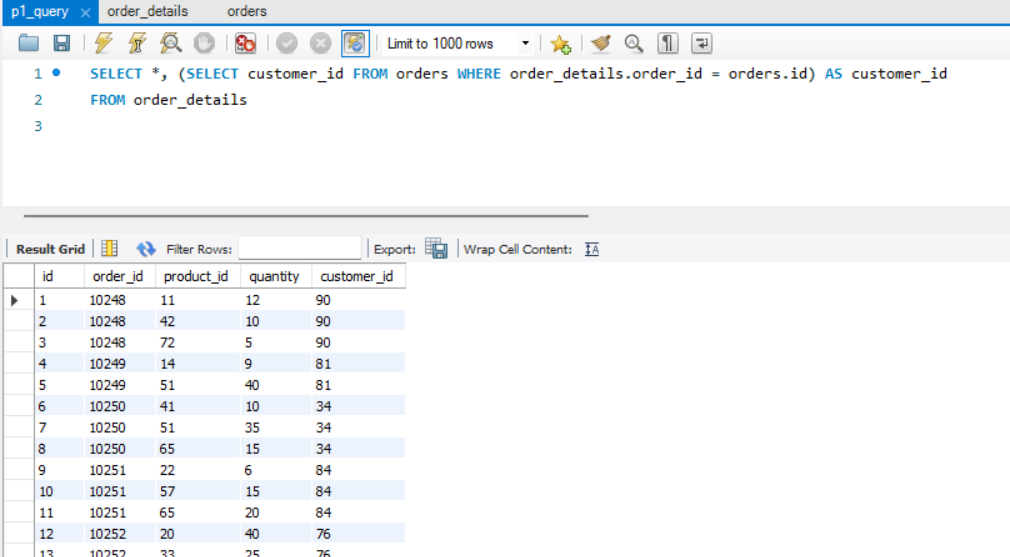 p1_query × order_details orders
Limit to 1000 rows
1 SELECT *, (SELECT customer_id FROM orders WHERE order_details.order_id = orders.id) AS customer_id
2 FROM order_details
3
Result Grid Filter Rows: Export: Wrap Cell Content:
id order_id product_id quantity customer_id
1 10248 11 12 90
2 10248 42 10 90
3 10248 72 5 90
4 10249 14 9 81
5 10249 51 40 81
6 10250 41 10 34
7 10250 51 35 34
8 10250 65 15 34
9 10251 22 6 84
10 10251 57 15 84
11 10251 65 20 84
12 10252 20 40 76
13 10252 33 25 76